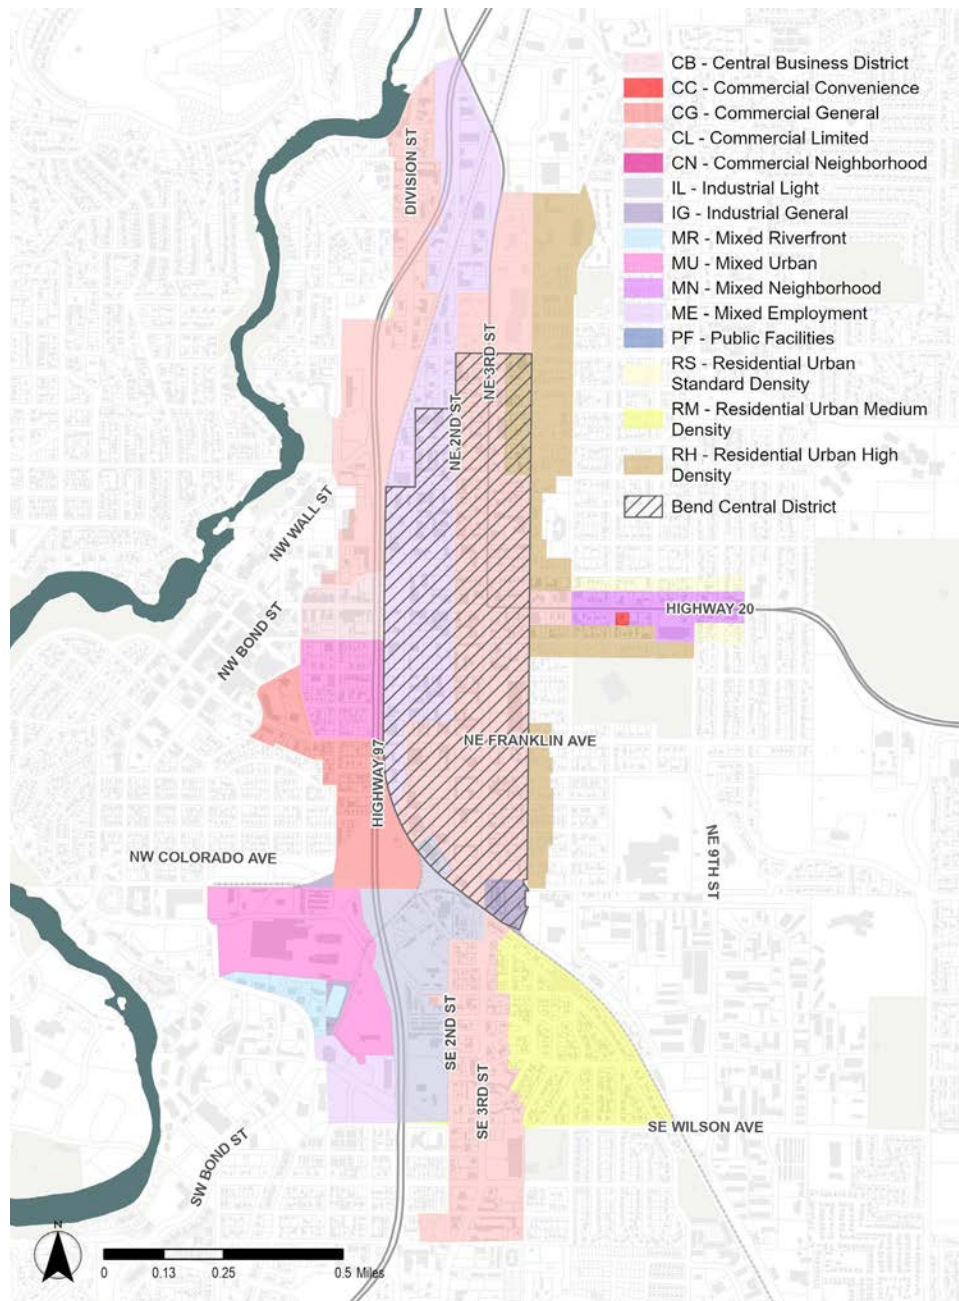 CB - Central Business District
CC - Commercial Convenience
CG - Commercial General
CL - Commercial Limited
CN - Commercial Neighborhood
IL - Industrial Light
IG - Industrial General
MR - Mixed Riverfront
MU - Mixed Urban
MN - Mixed Neighborhood
ME - Mixed Employment
PF - Public Facilities
RS - Residential Urban
Standard Density
RM - Residential Urban Medium
Density
RH - Residential Urban High
Density
Bend Central District
DIVISION ST
NE 3RD ST
NE 2ND ST
NW WALL ST
NW BOND ST
HIGHWAY 20
NE FRANKLIN AVE
HIGHWAY 97
NW COLORADO AVE
NE 9TH ST
SE 2ND ST
SE 3RD ST
SE WILSON AVE
SW BOND ST
N
0 0.13 0.25 0.5 Miles